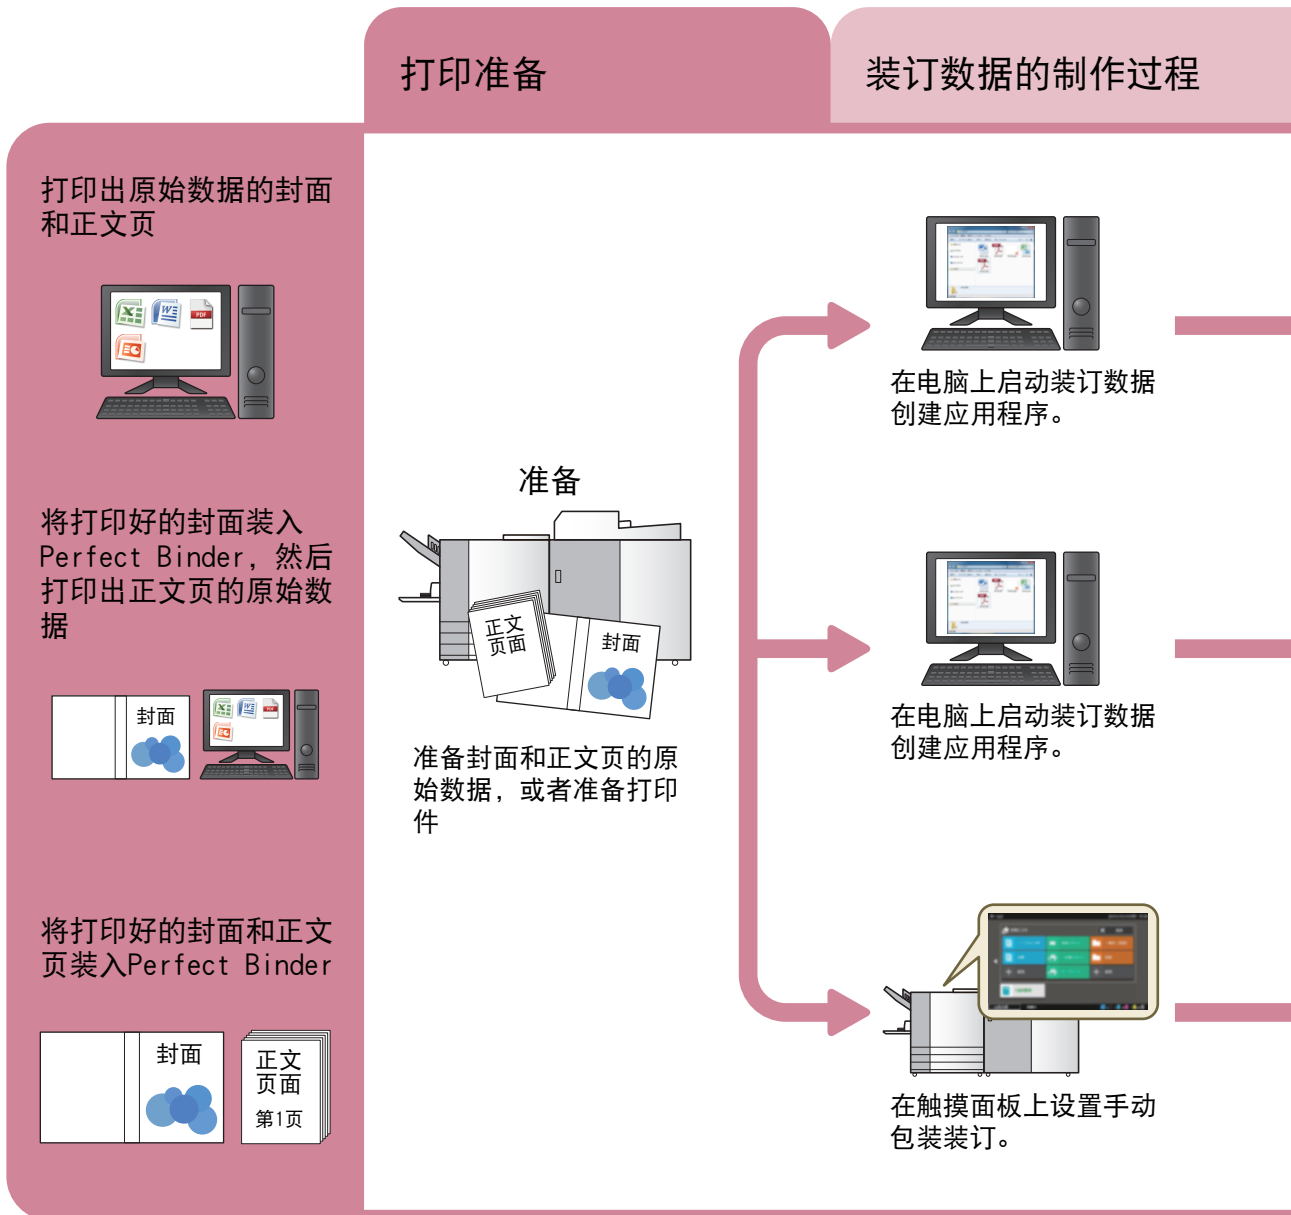 打印准备
装订数据的制作过程
打印出原始数据的封面
和正文页
PDF
在电脑上启动装订数据
创建应用程序。
准备
将打印好的封面装入
Perfect Binder，然后
打印出正文页的原始数
据
封面
PDF
正文
页面
封面
准备封面和正文页的原
始数据，或者准备打印
件
在电脑上启动装订数据
创建应用程序。
将打印好的封面和正文
页装入Perfect Binder
封面
正文
页面
第1页
在触摸面板上设置手动
包装装订。